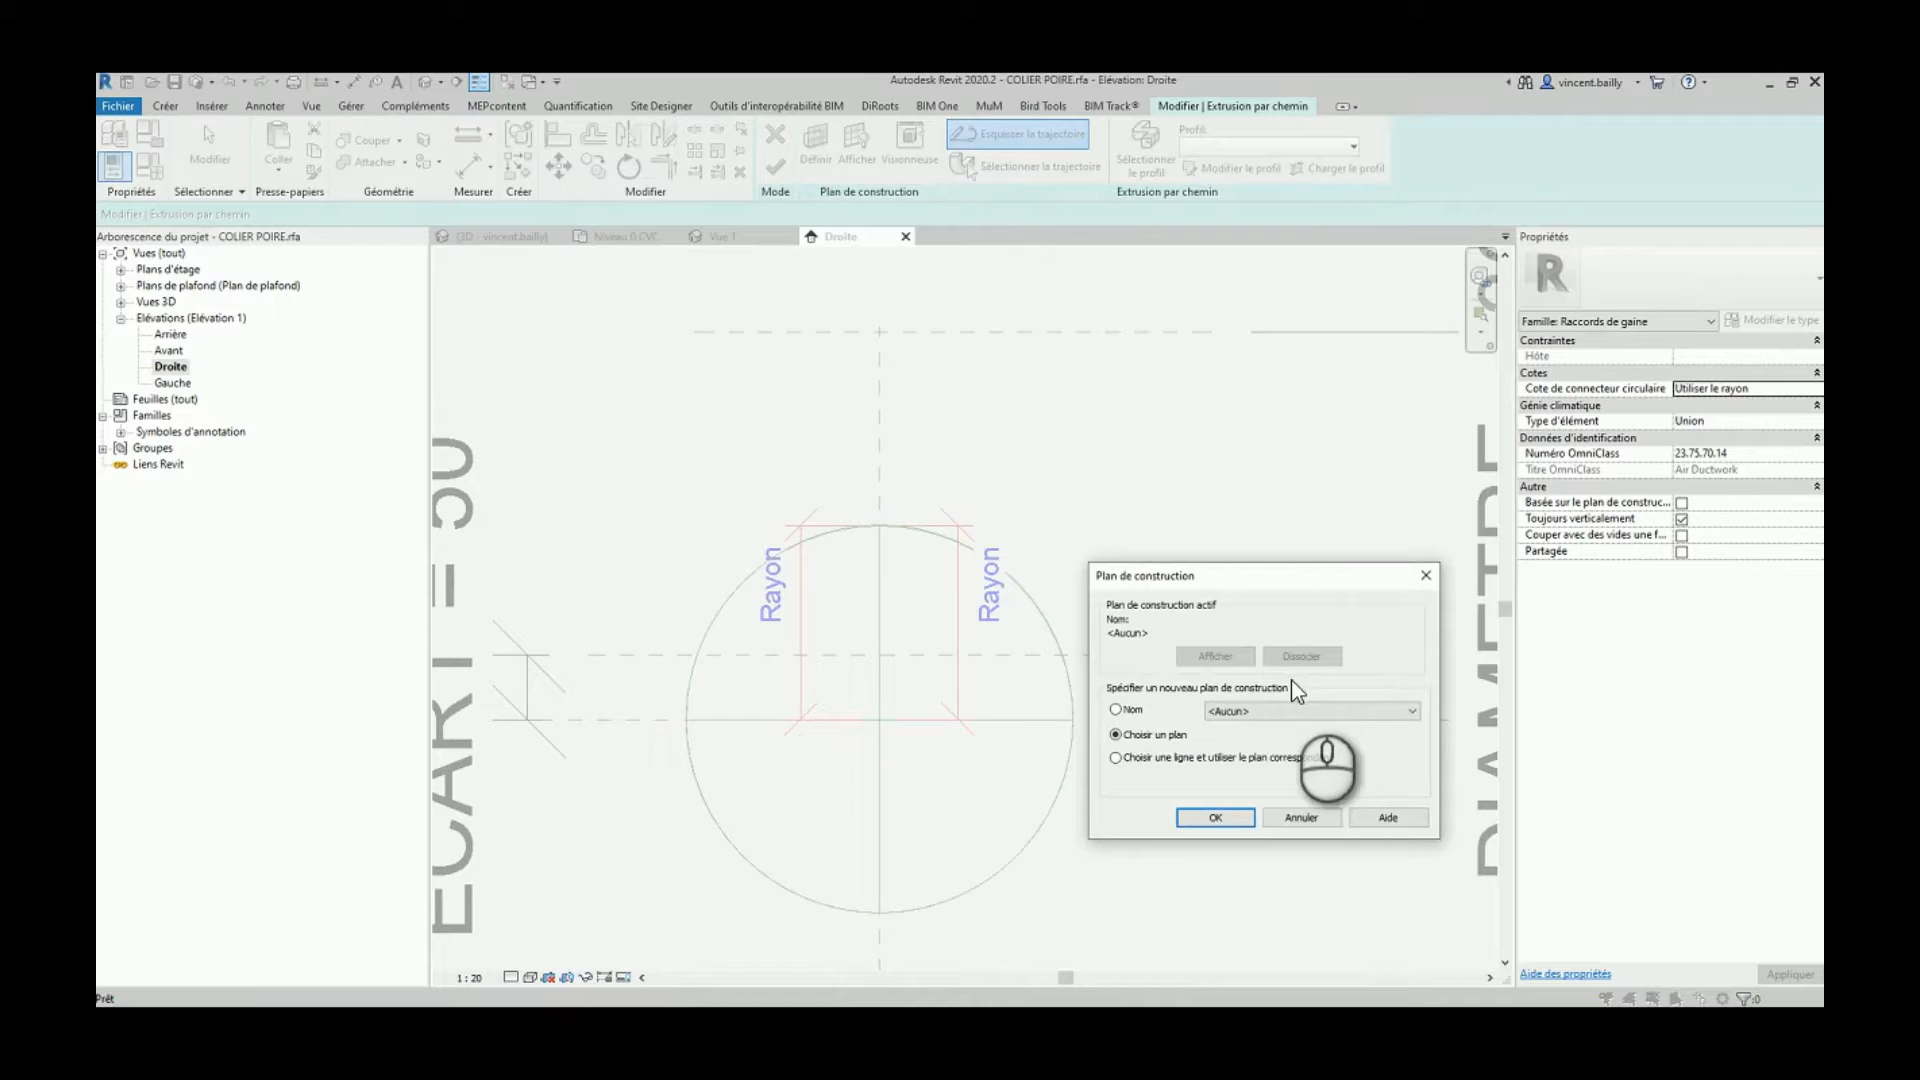 Autodesk Revit 2020.2 - COLIER POIRE.rfa - Elévation: Droite
vincent.bailly
Fichier Créer Insérer Annoter Vue Gérer Compléments MEPcontent Quantification Site Designer Outils d'interopérabilité BIM DiRoots BIM One MuM Bird Tools BIM Track® Modifier | Extrusion par chemin
Modifier
Coller
Couper
Attacher
Définir Afficher Visionneuse
Esquisser la trajectoire
Sélectionner la trajectoire
Sélectionner le profil
Profil:
Modifier le profil Charger le profil
Propriétés Sélectionner Presse-papiers Géométrie Mesurer Créer Modifier Mode Plan de construction Extrusion par chemin
Modifier | Extrusion par chemin
Arborescence du projet - COLIER POIRE.rfa
Vues (tout)
Plans d'étage
Plans de plafond (Plan de plafond)
Vues 3D
Elévations (Elévation 1)
Arrière
Avant
Droite
Gauche
Feuilles (tout)
Familles
Symboles d'annotation
Groupes
Liens Revit
{3D - vincent.bailly}
Niveau 0 CVC
Vue 1
Droite
ECART = 50
Rayon
Rayon
DIAMETRE
Plan de construction
Plan de construction actif
Nom:
<Aucun>
Afficher
Dissocier
Spécifier un nouveau plan de construction
Nom
<Aucun>
Choisir un plan
Choisir une ligne et utiliser le plan corresp
OK
Annuler
Aide
Propriétés
Famille: Raccords de gaine
Modifier le type
Contraintes
Hôte
Cotes
Cote de connecteur circulaire Utiliser le rayon
Génie climatique
Type d'élément Union
Données d'identification
Numéro OmniClass 23.75.70.14
Titre OmniClass Air Ductwork
Autre
Basée sur le plan de construc...
Toujours verticalement
Couper avec des vides une f...
Partagée
Aide des propriétés
Appliquer
1 : 20
Prêt
:0